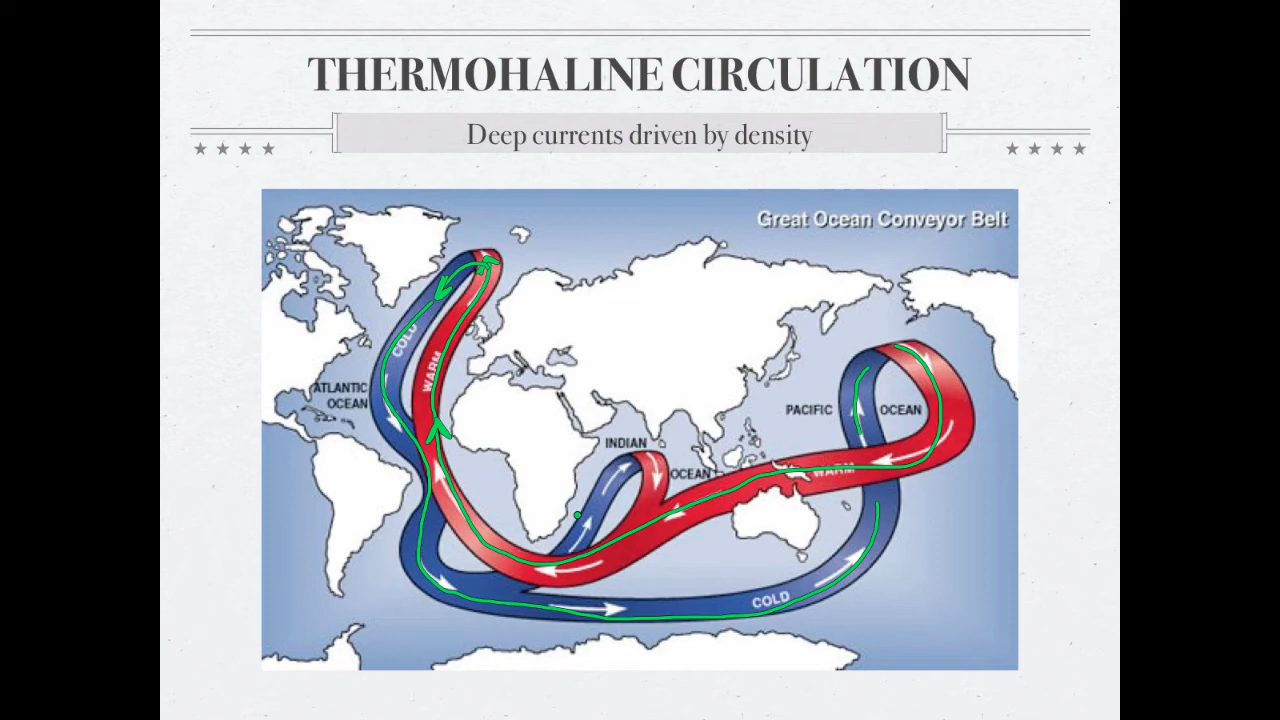 THERMOHALINE CIRCULATION
Deep currents driven by density
Great Ocean Conveyor Belt
COLD
WARM
ATLANTIC
OCEAN
PACIFIC
OCEAN
INDIAN
OCEAN
WARM
COLD